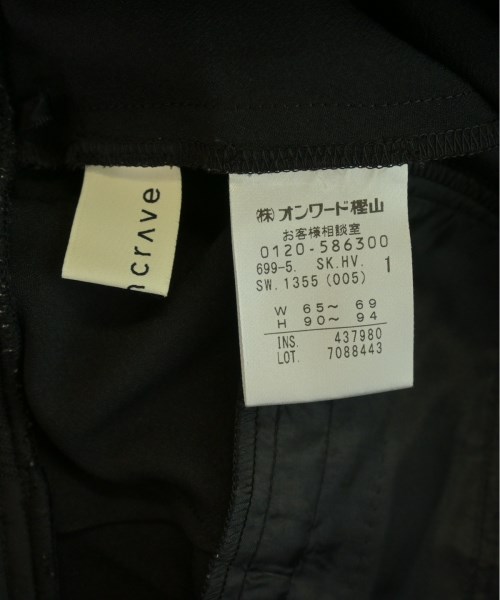 ncrave
㈱オンワード樫山
お客様相談室
0120-586300
699-5. SK.HV. 1
SW.1355 (005)
W 65～ 69
H 90～ 94
INS. 437980
LOT. 7088443